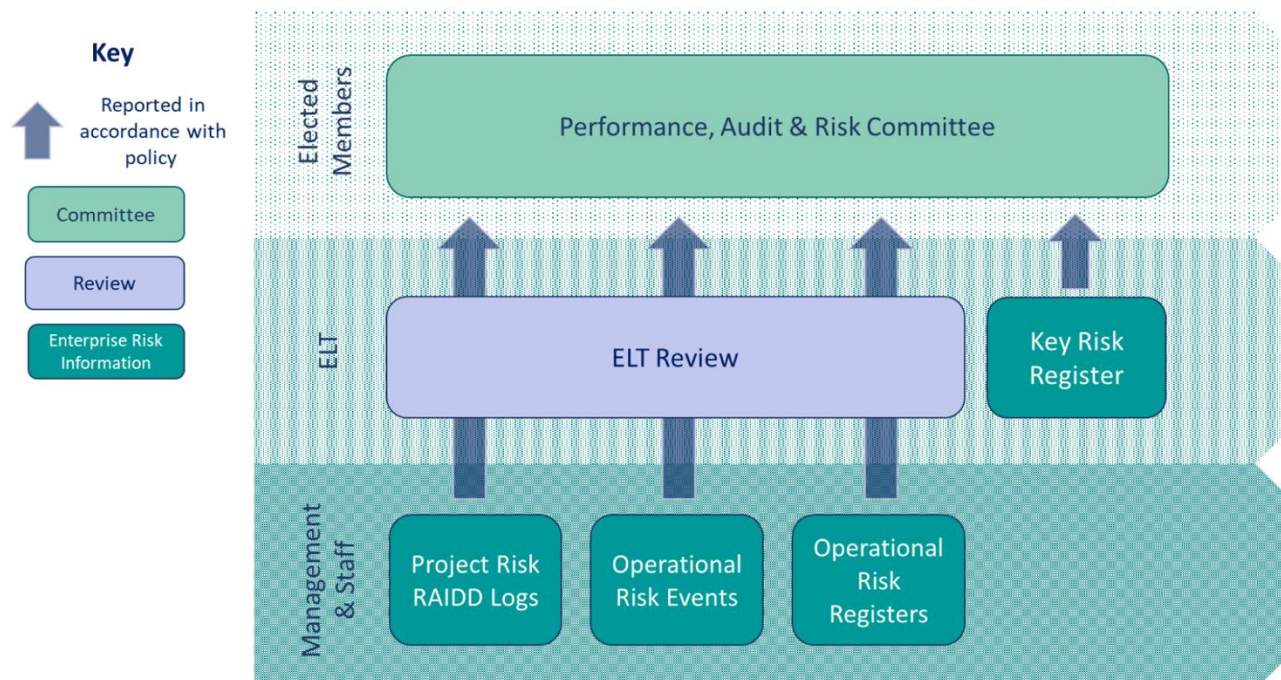 Key
Reported in
accordance with
policy
Committee
Review
Enterprise Risk
Information
Elected
Members
Performance, Audit & Risk Committee
ELT
ELT Review
Key Risk
Register
Management
& Staff
Project Risk
RAIDD Logs
Operational
Risk Events
Operational
Risk
Registers